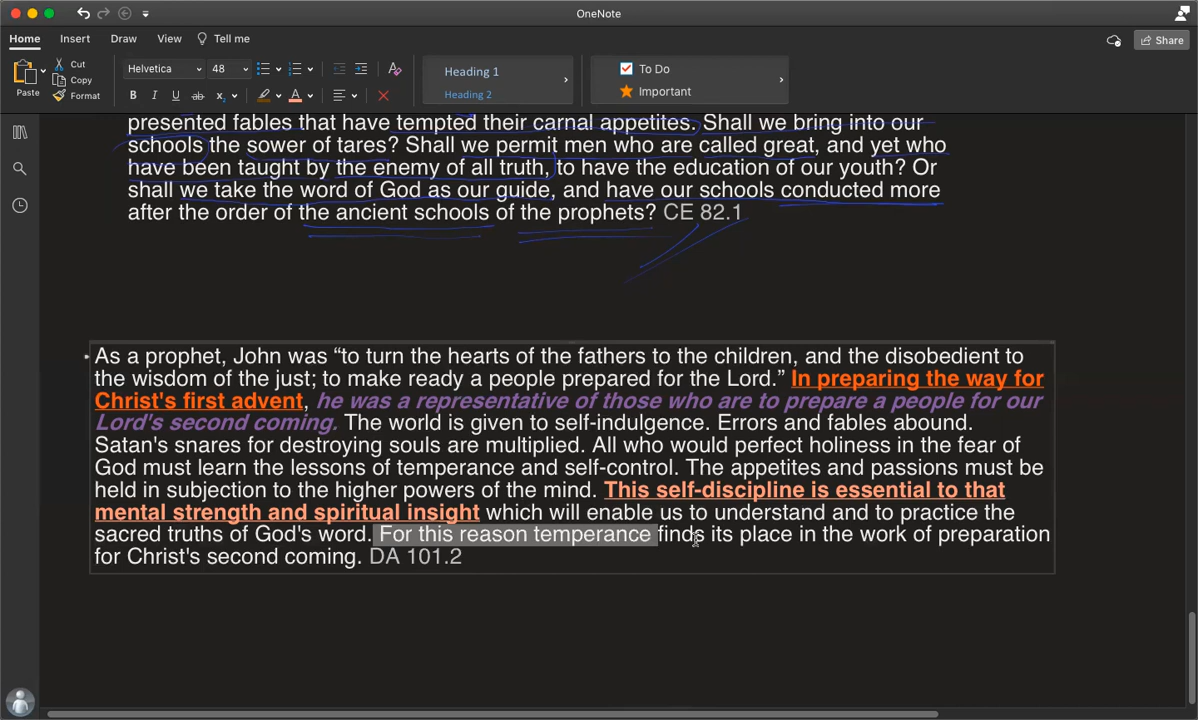 OneNote
Home Insert Draw View Tell me
Share
Paste
Cut
Copy
Format
Helvetica 48
B I U ab x₂ A
Heading 1
Heading 2
To Do
Important
presented fables that have tempted their carnal appetites. Shall we bring into our
schools the sower of tares? Shall we permit men who are called great, and yet who
have been taught by the enemy of all truth, to have the education of our youth? Or
shall we take the word of God as our guide, and have our schools conducted more
after the order of the ancient schools of the prophets? CE 82.1
As a prophet, John was “to turn the hearts of the fathers to the children, and the disobedient to
the wisdom of the just; to make ready a people prepared for the Lord.” In preparing the way for
Christ's first advent, he was a representative of those who are to prepare a people for our
Lord's second coming. The world is given to self-indulgence. Errors and fables abound.
Satan's snares for destroying souls are multiplied. All who would perfect holiness in the fear of
God must learn the lessons of temperance and self-control. The appetites and passions must be
held in subjection to the higher powers of the mind. This self-discipline is essential to that
mental strength and spiritual insight which will enable us to understand and to practice the
sacred truths of God's word. For this reason temperance finds its place in the work of preparation
for Christ's second coming. DA 101.2